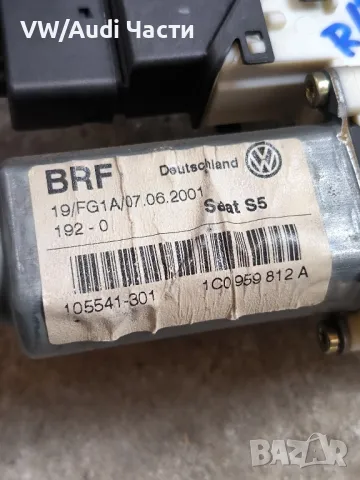 VW/Audi Части
BRF
Deutschland
19/FG1A/07.06.2001
Seat S5
192-0
105541-301
1C0 959 812 A
bazar